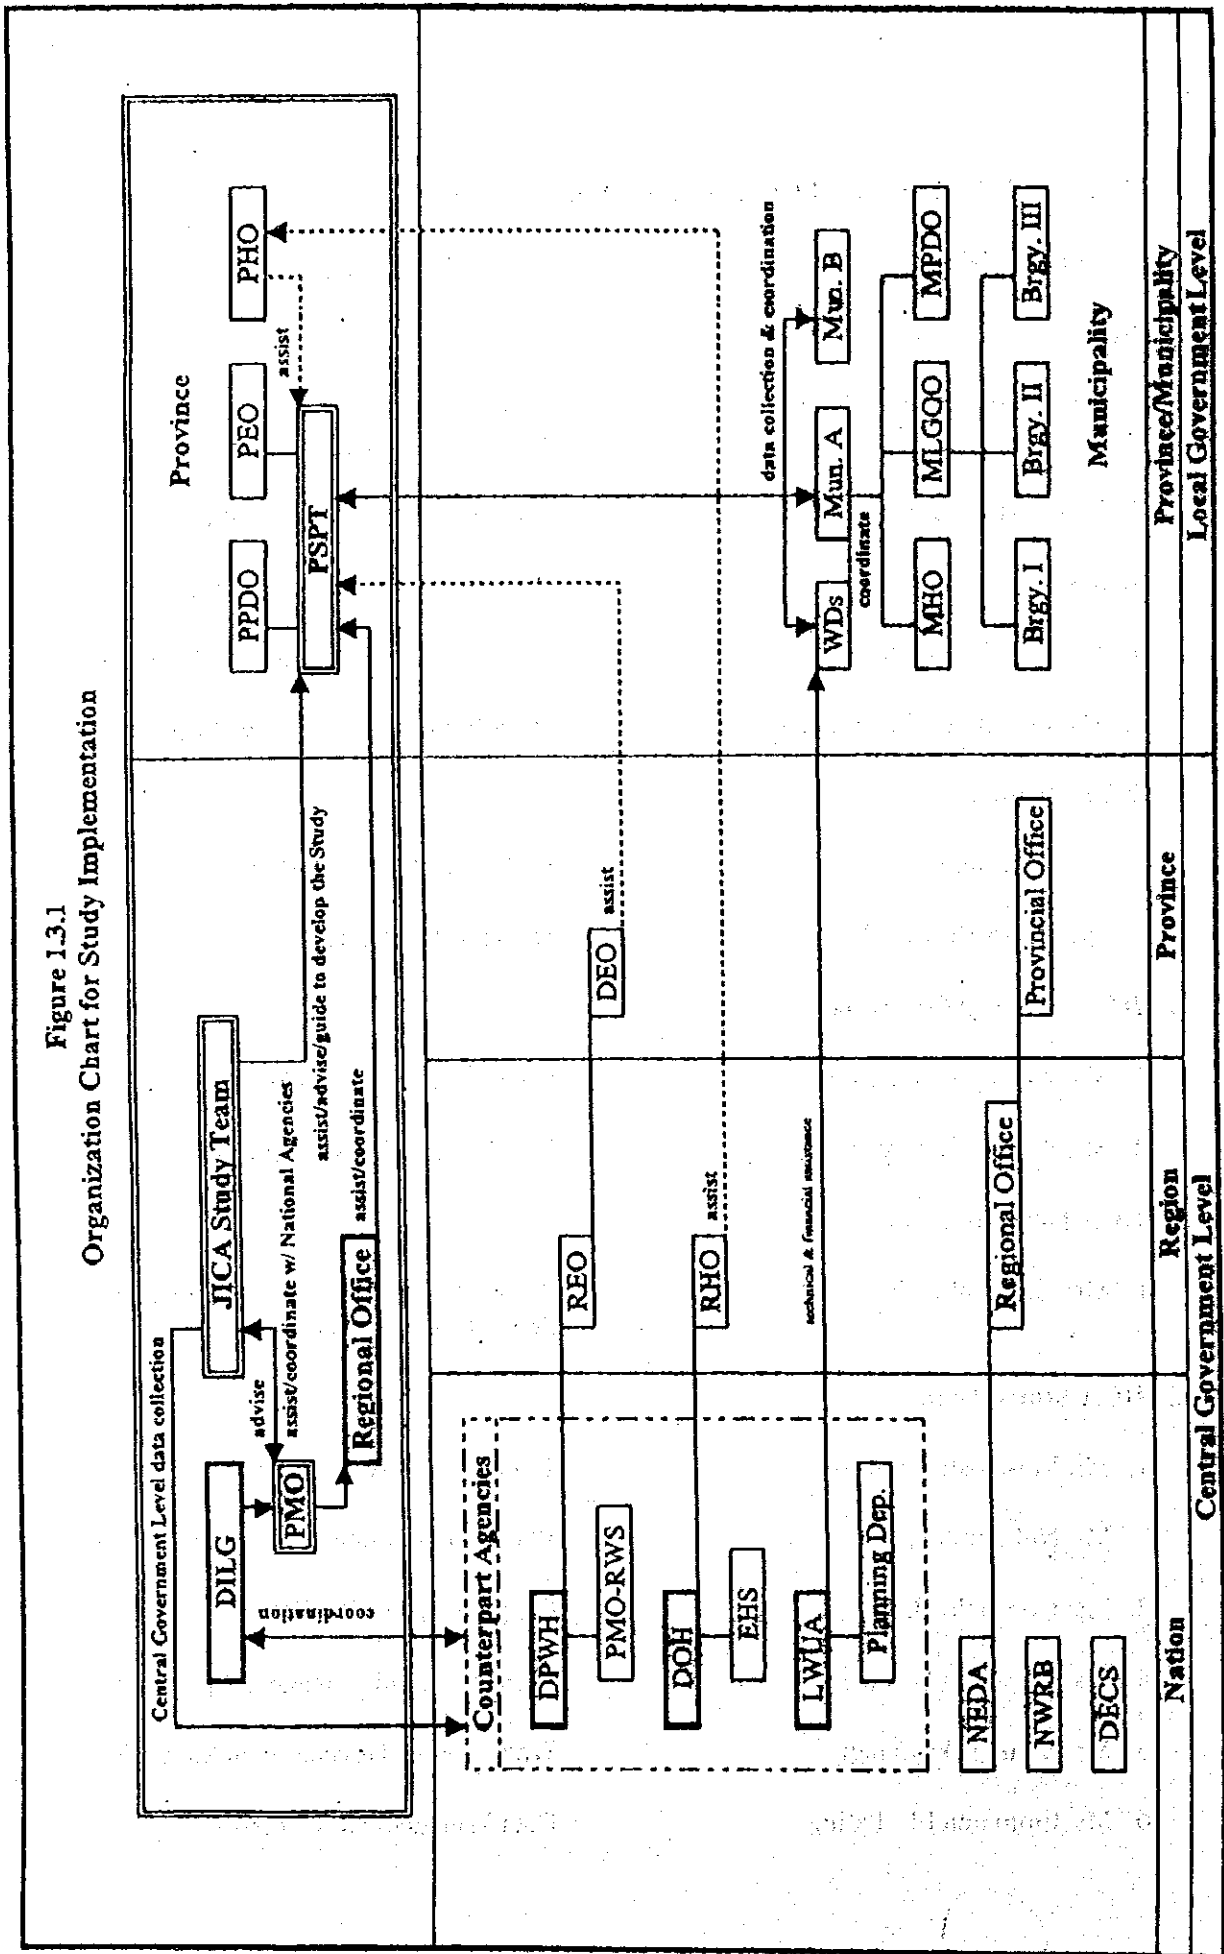 Figure 1.3.1
Organization Chart for Study Implementation
Central Government Level data collection
JICA Study Team
DILG
advise
assist/coordinate w/ National Agencies
assist/advise/guide to develop the Study
PMO
coordination
Regional Office
assist/coordinate
Province
PPDO
PEO
PHO
assist
PSPT
Counterpart Agencies
DPWH
PMO-RWS
REO
DEO
assist
DOH
EHS
RHO
assist
LWUA
Planning Dep.
technical & financial assistance
data collection & coordination
WDs
Mun. A
Mun. B
coordinate
MHO
MLGOO
MPDO
NEDA
Regional Office
Provincial Office
Brgy. I
Brgy. II
Brgy. III
NWRB
DECS
Municipality
Nation
Region
Province
Province/Municipality
Central Government Level
Local Government Level